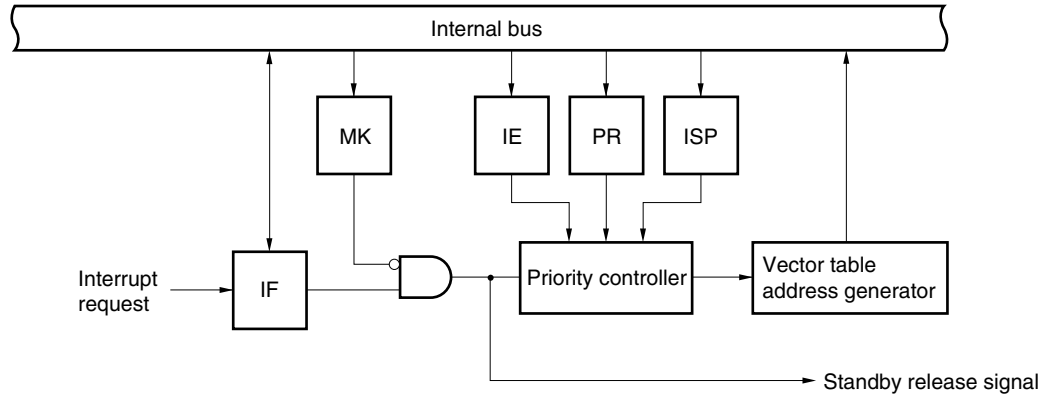 Internal bus
MK
IE
PR
ISP
Interrupt
request
IF
Priority controller
Vector table
address generator
Standby release signal